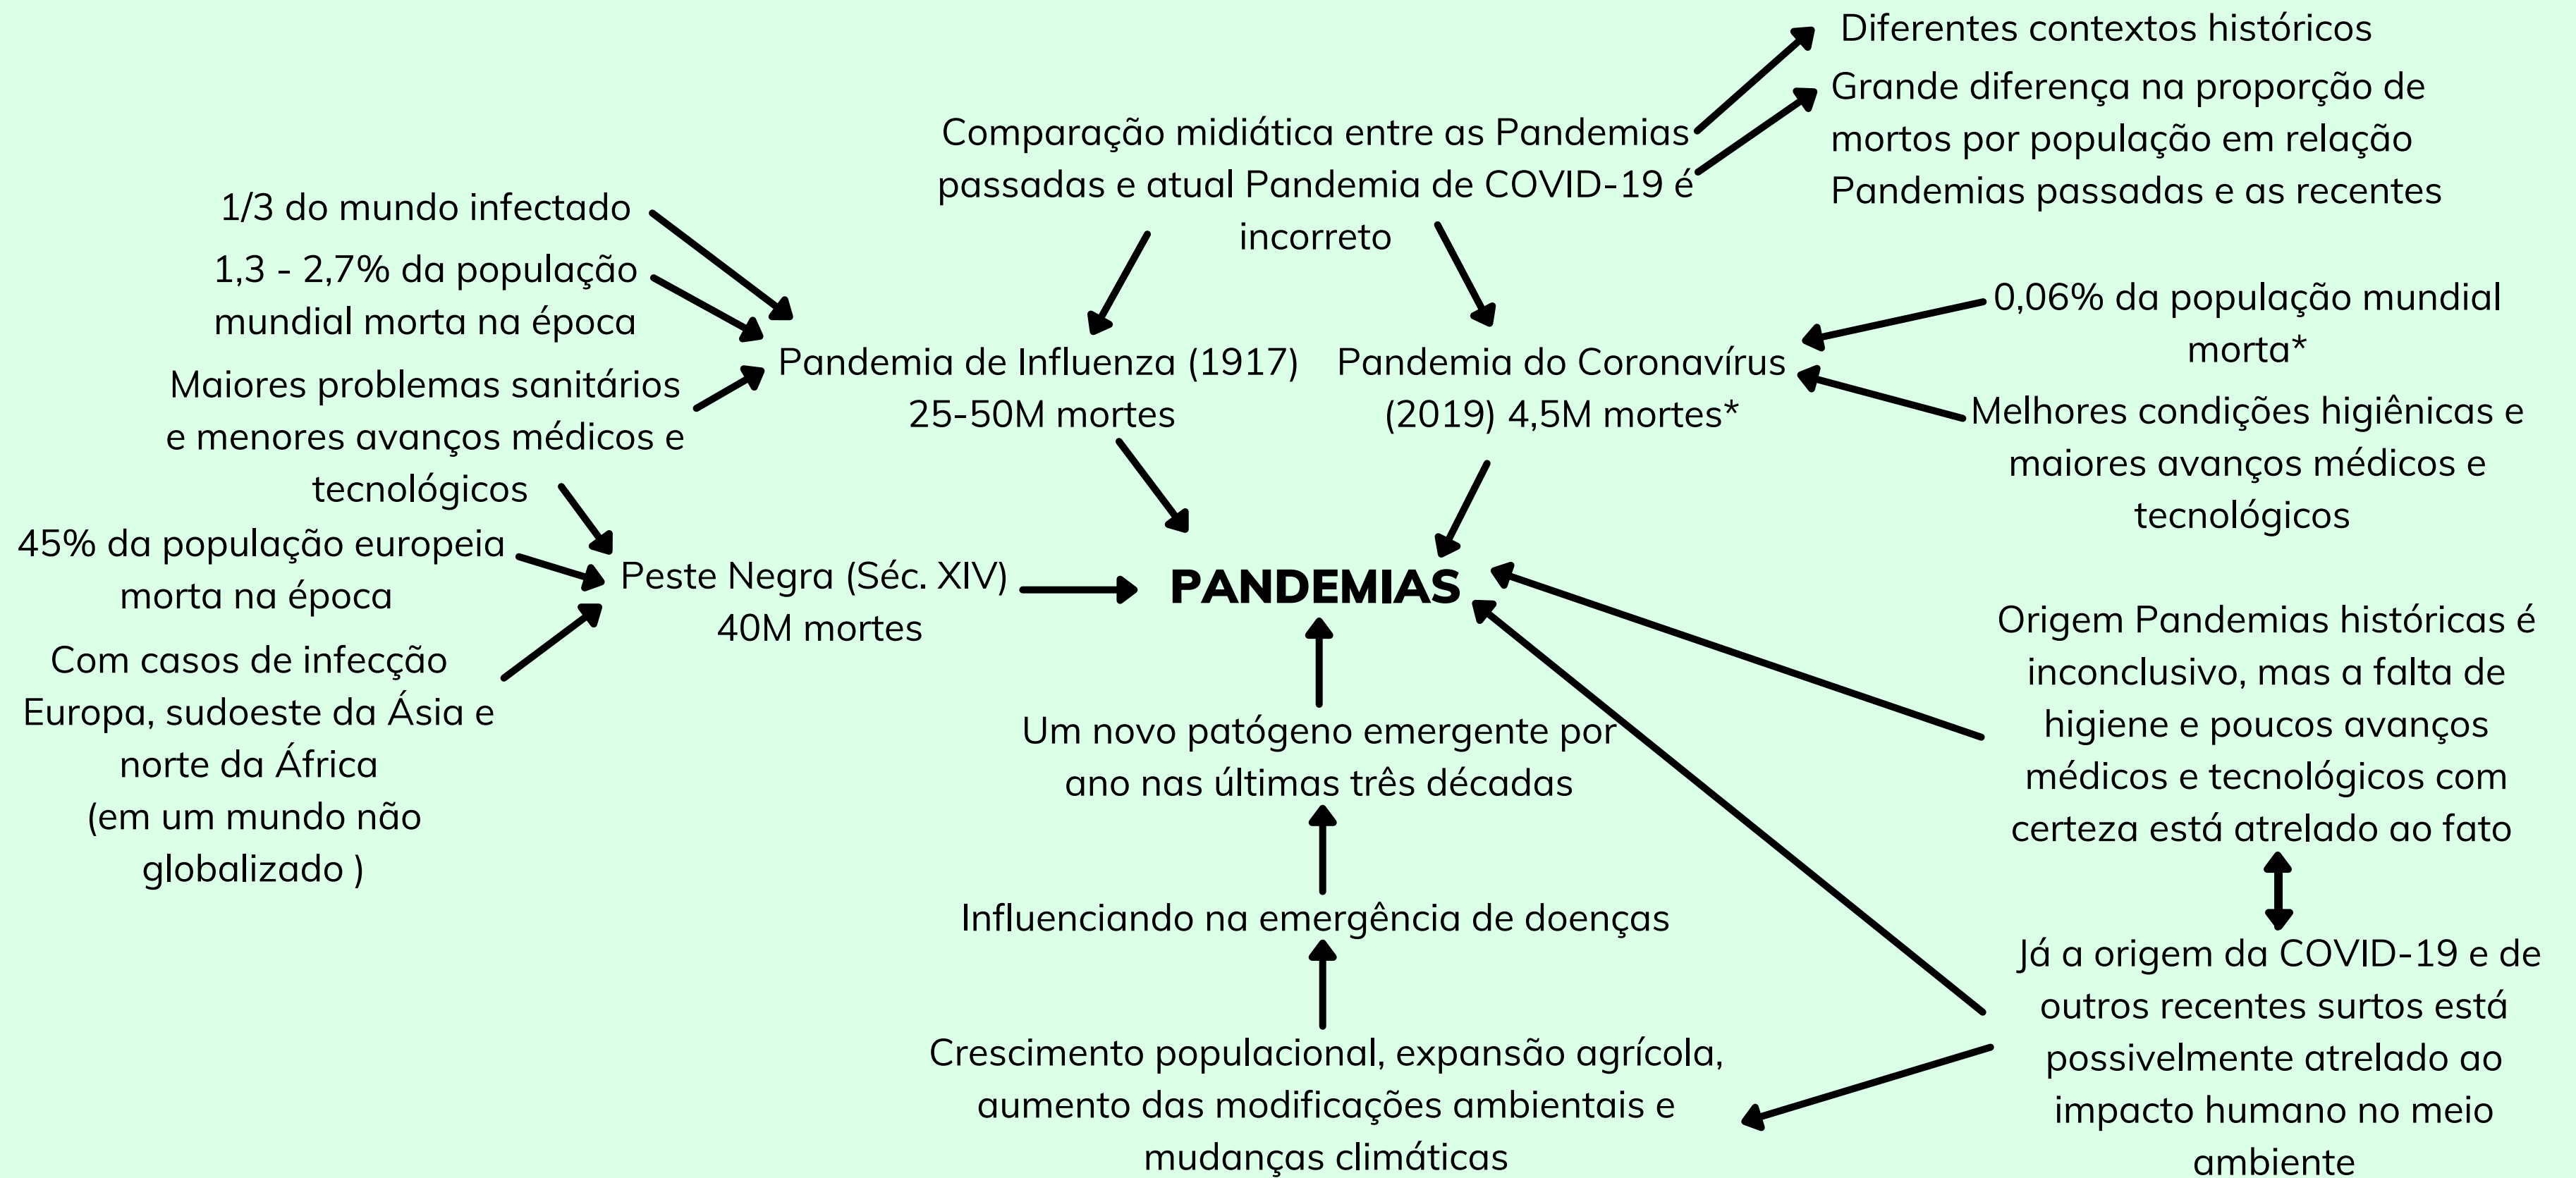 Diferentes contextos históricos
Grande diferença na proporção de
mortos por população em relação
Pandemias passadas e as recentes
Comparação midiática entre as Pandemias
passadas e atual Pandemia de COVID-19 é
incorreto
1/3 do mundo infectado
1,3 - 2,7% da população
mundial morta na época
Maiores problemas sanitários
e menores avanços médicos e
tecnológicos
Pandemia de Influenza (1917)
25-50M mortes
Pandemia do Coronavírus
(2019) 4,5M mortes*
0,06% da população mundial
morta*
Melhores condições higiênicas e
maiores avanços médicos e
tecnológicos
45% da população europeia
morta na época
Com casos de infecção
Europa, sudoeste da Ásia e
norte da África
(em um mundo não
globalizado )
Peste Negra (Séc. XIV)
40M mortes
PANDEMIAS
Um novo patógeno emergente por
ano nas últimas três décadas
Influenciando na emergência de doenças
Crescimento populacional, expansão agrícola,
aumento das modificações ambientais e
mudanças climáticas
Origem Pandemias históricas é
inconclusivo, mas a falta de
higiene e poucos avanços
médicos e tecnológicos com
certeza está atrelado ao fato
Já a origem da COVID-19 e de
outros recentes surtos está
possivelmente atrelado ao
impacto humano no meio
ambiente